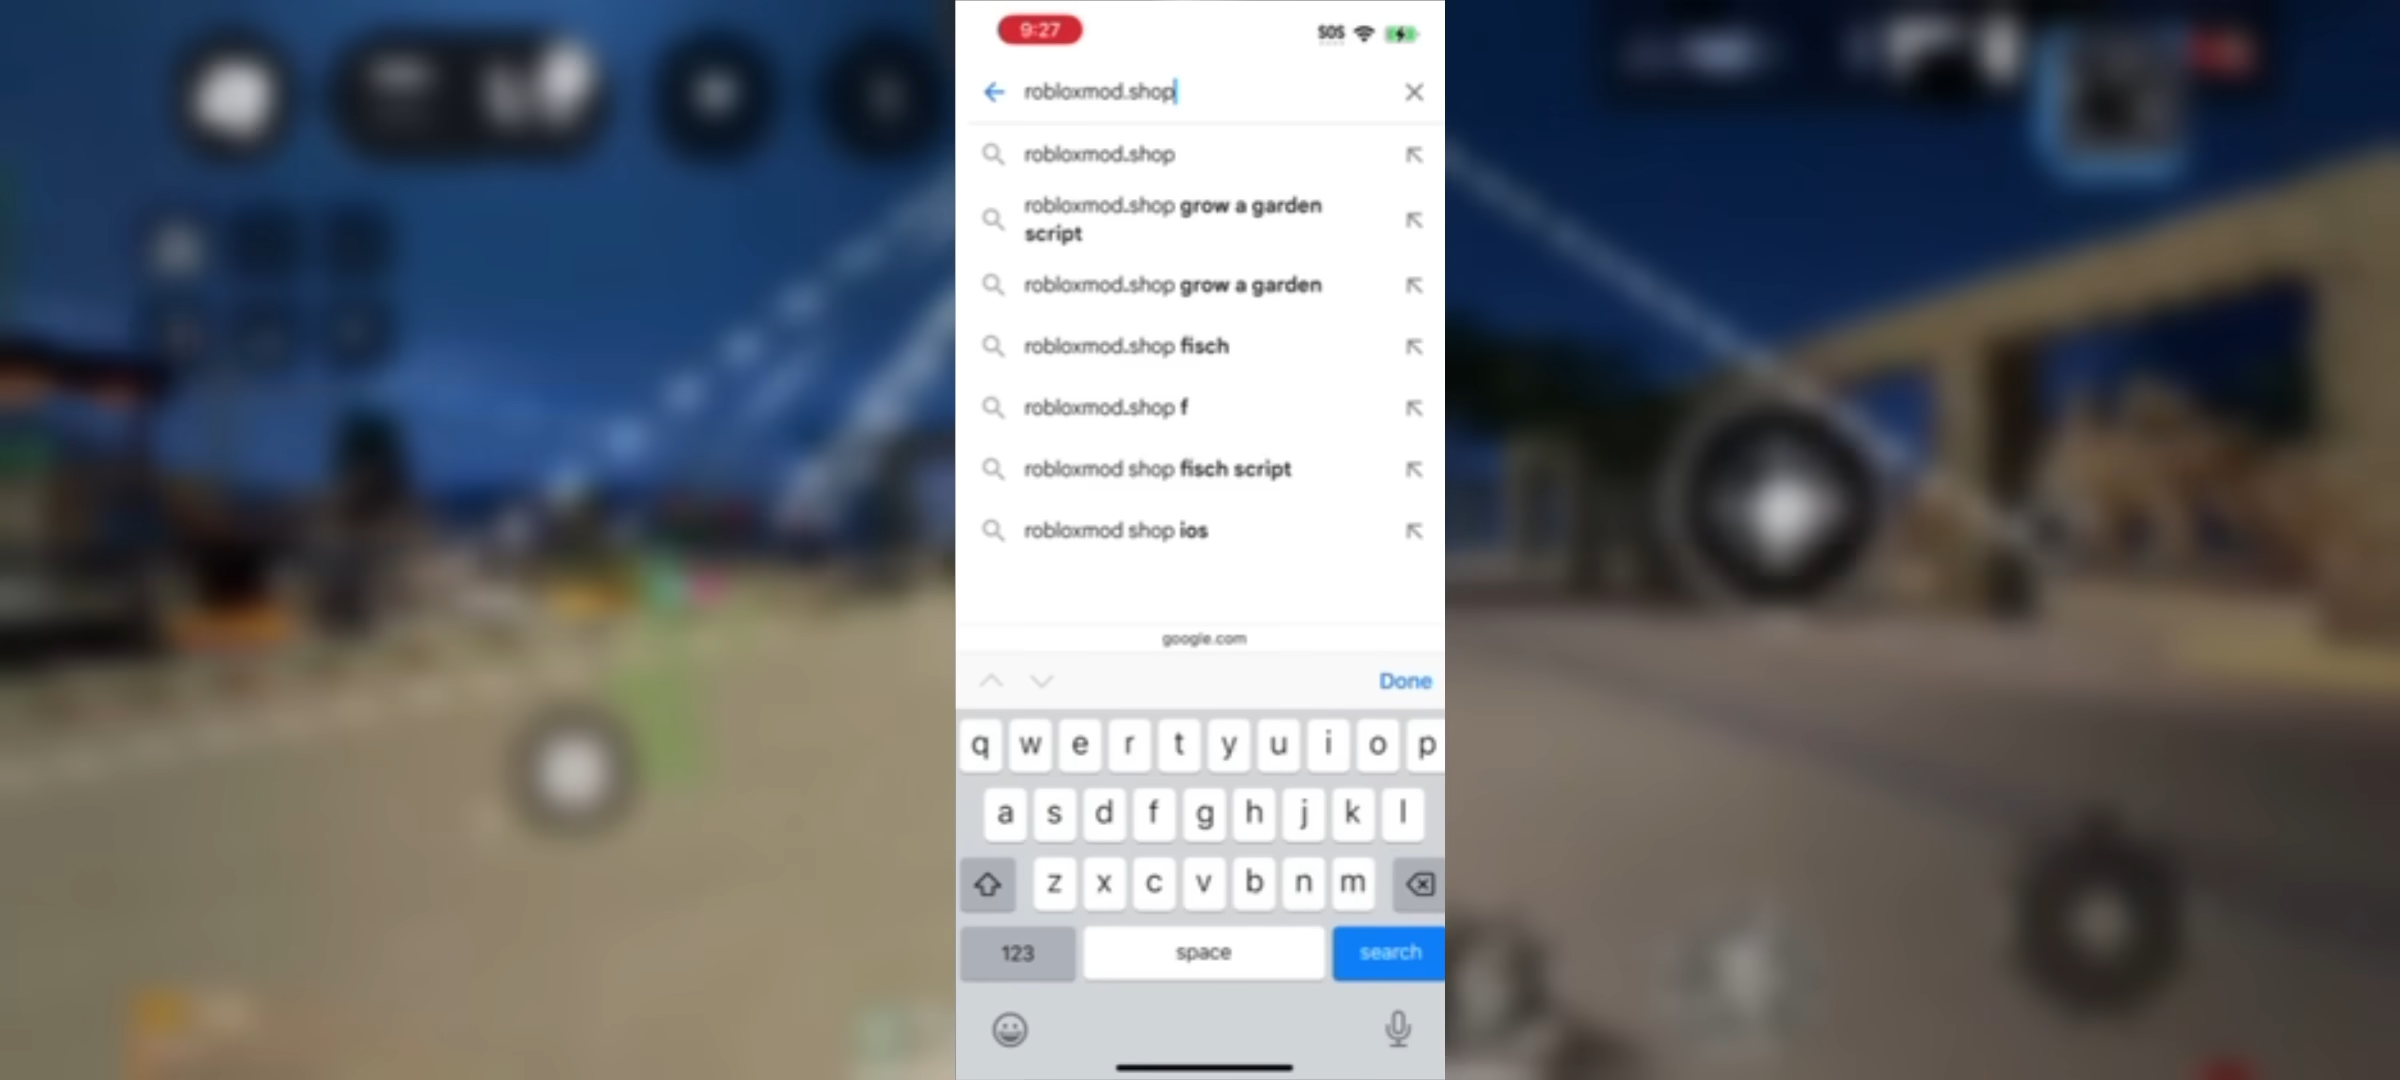 9:27
SOS
robloxmod.shop
robloxmod.shop
robloxmod.shop grow a garden
script
robloxmod.shop grow a garden
robloxmod.shop fisch
robloxmod.shop f
robloxmod shop fisch script
robloxmod shop ios
google.com
Done
q w e r t y u i o p
a s d f g h j k l
z x c v b n m
123 space search